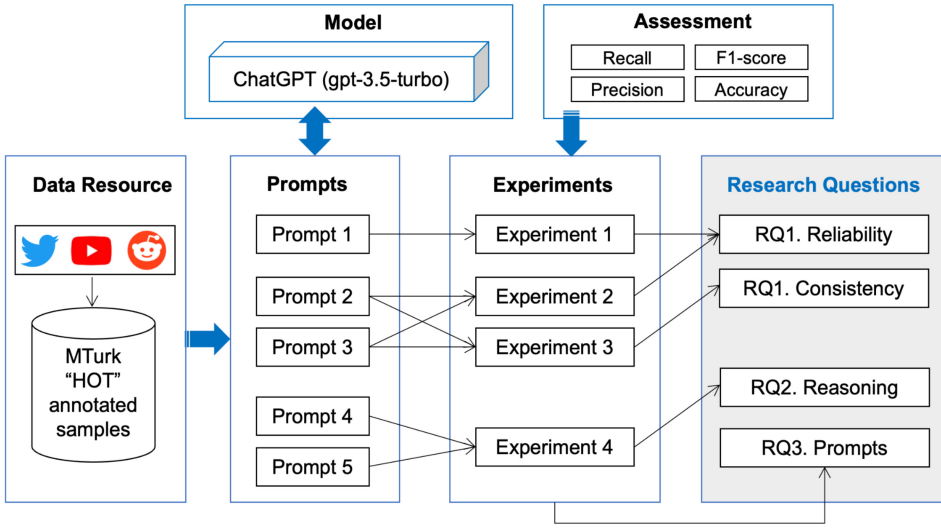 Model
ChatGPT (gpt-3.5-turbo)
Assessment
Recall
F1-score
Precision
Accuracy
Data Resource
MTurk
“HOT”
annotated
samples
Prompts
Prompt 1
Prompt 2
Prompt 3
Prompt 4
Prompt 5
Experiments
Experiment 1
Experiment 2
Experiment 3
Experiment 4
Research Questions
RQ1. Reliability
RQ1. Consistency
RQ2. Reasoning
RQ3. Prompts